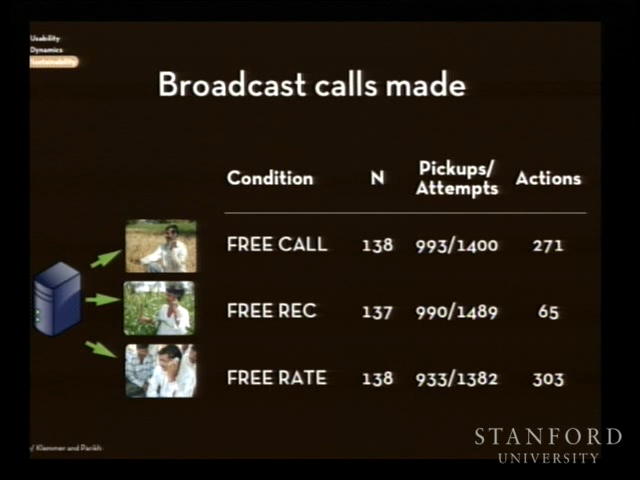 Usability
Dynamics
Sustainability
Broadcast calls made
Condition N Pickups/ Attempts Actions
FREE CALL 138 993/1400 271
FREE REC 137 990/1489 65
FREE RATE 138 933/1382 303
w/ Klemmer and Parikh
STANFORD
UNIVERSITY